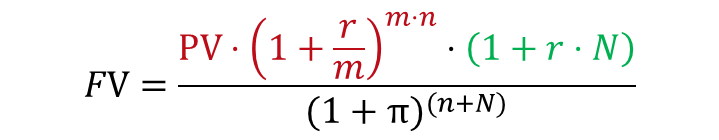 FV = PV · (1 + r/m)^(m·n) · (1 + r · N) / (1 + π)^(n+N)